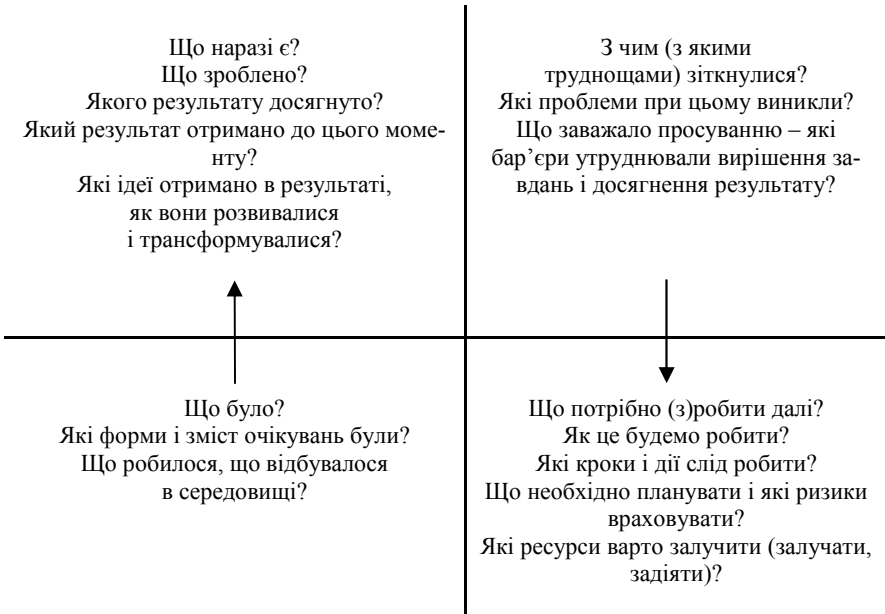 Що наразі є?
Що зроблено?
Якого результату досягнуто?
Який результат отримано до цього моме-
нту?
Які ідеї отримано в результаті,
як вони розвивалися
і трансформувалися?
З чим (з якими
труднощами) зіткнулися?
Які проблеми при цьому виникли?
Що заважало просуванню – які
бар’єри утруднювали вирішення за-
вдань і досягнення результату?
Що було?
Які форми і зміст очікувань були?
Що робилося, що відбувалося
в середовищі?
Що потрібно (з)робити далі?
Як це будемо робити?
Які кроки і дії слід робити?
Що необхідно планувати і які ризики
враховувати?
Які ресурси варто залучити (залучати,
задіяти)?